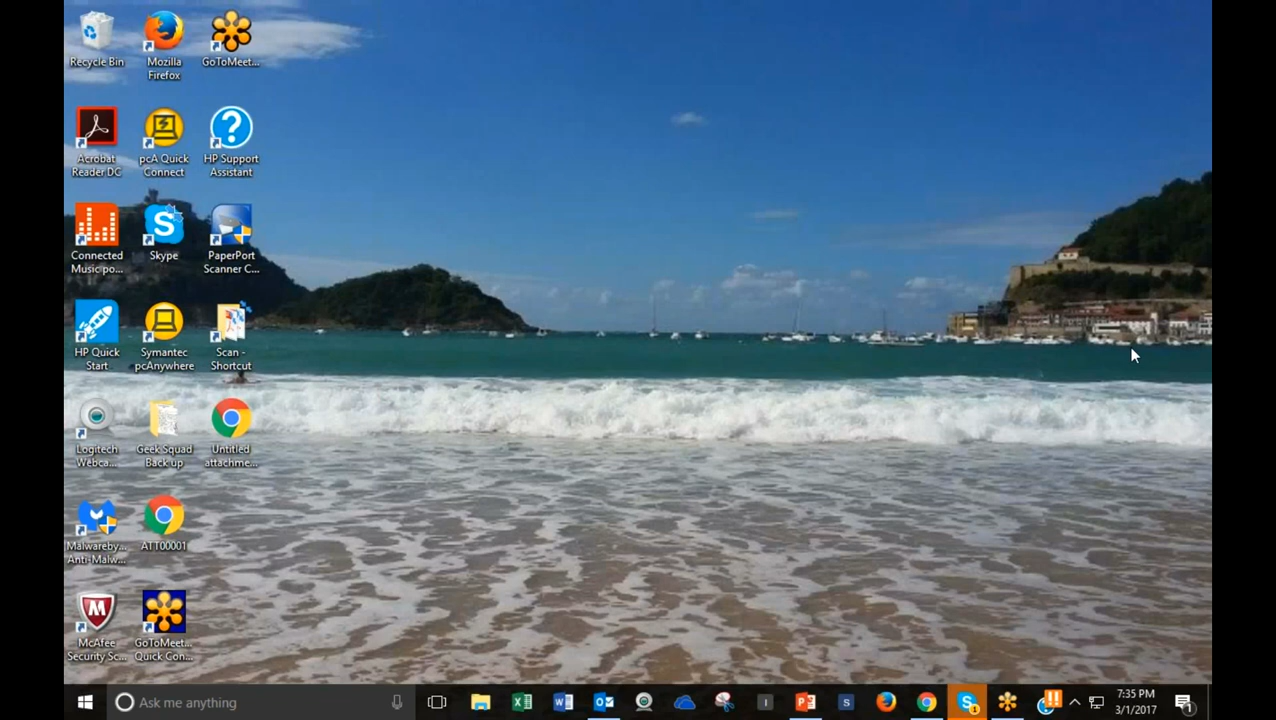 Recycle Bin
Mozilla
Firefox
GoToMeet...
Acrobat
Reader DC
pcA Quick
Connect
HP Support
Assistant
Connected
Music po...
Skype
PaperPort
Scanner C...
HP Quick
Start
Symantec
pcAnywhere
Scan -
Shortcut
Logitech
Webca...
Geek Squad
Back up
Untitled
attachme...
Malwareby...
Anti-Malw...
ATT00001
McAfee
Security Sc...
GoToMeet...
Quick Con...
Ask me anything
7:35 PM
3/1/2017